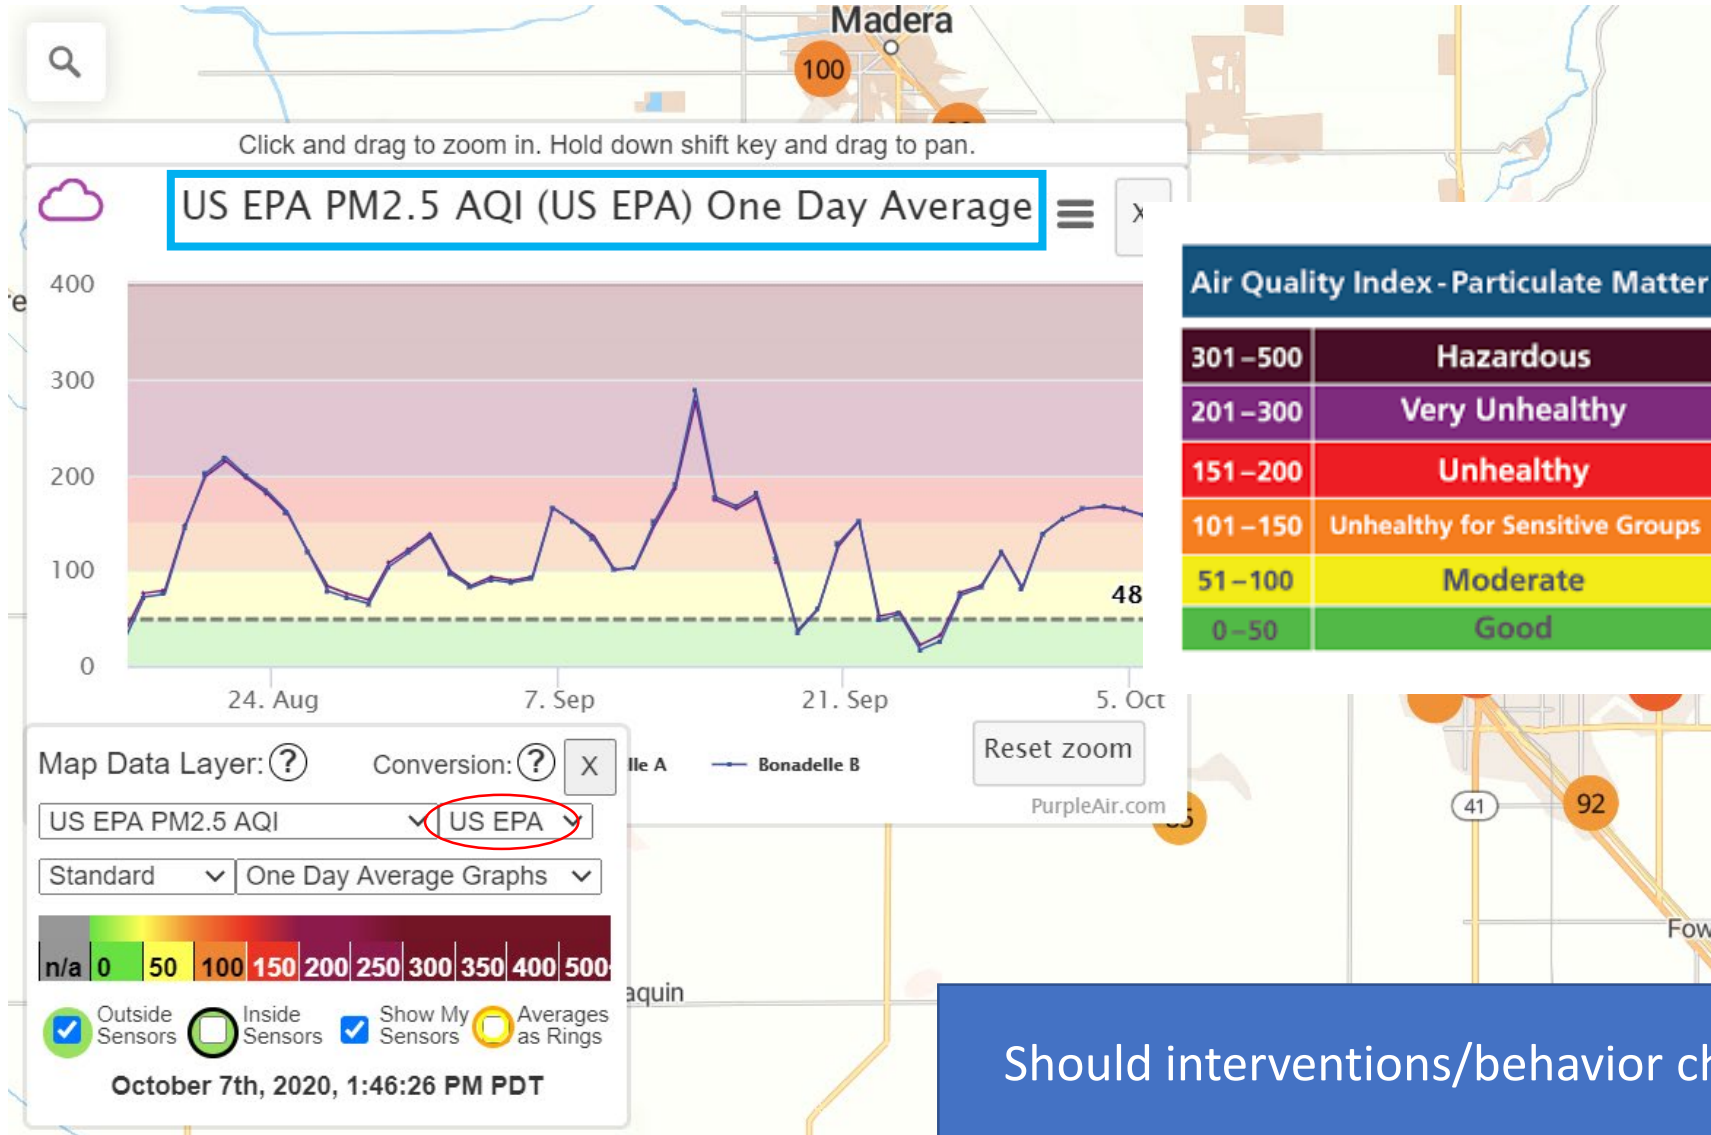 Madera
100
Click and drag to zoom in. Hold down shift key and drag to pan.
US EPA PM2.5 AQI (US EPA) One Day Average
X
400
300
200
100
0
48
24. Aug
7. Sep
21. Sep
5. Oct
lle A
Bonadelle B
Reset zoom
PurpleAir.com
Air Quality Index - Particulate Matter
301–500 Hazardous
201–300 Very Unhealthy
151–200 Unhealthy
101–150 Unhealthy for Sensitive Groups
51–100 Moderate
0–50 Good
Map Data Layer: ? Conversion: ? X
US EPA PM2.5 AQI US EPA
Standard One Day Average Graphs
n/a 0 50 100 150 200 250 300 350 400 500+
Outside Sensors
Inside Sensors
Show My Sensors
Averages as Rings
October 7th, 2020, 1:46:26 PM PDT
41
92
Fow
aquin
Should interventions/behavior ch